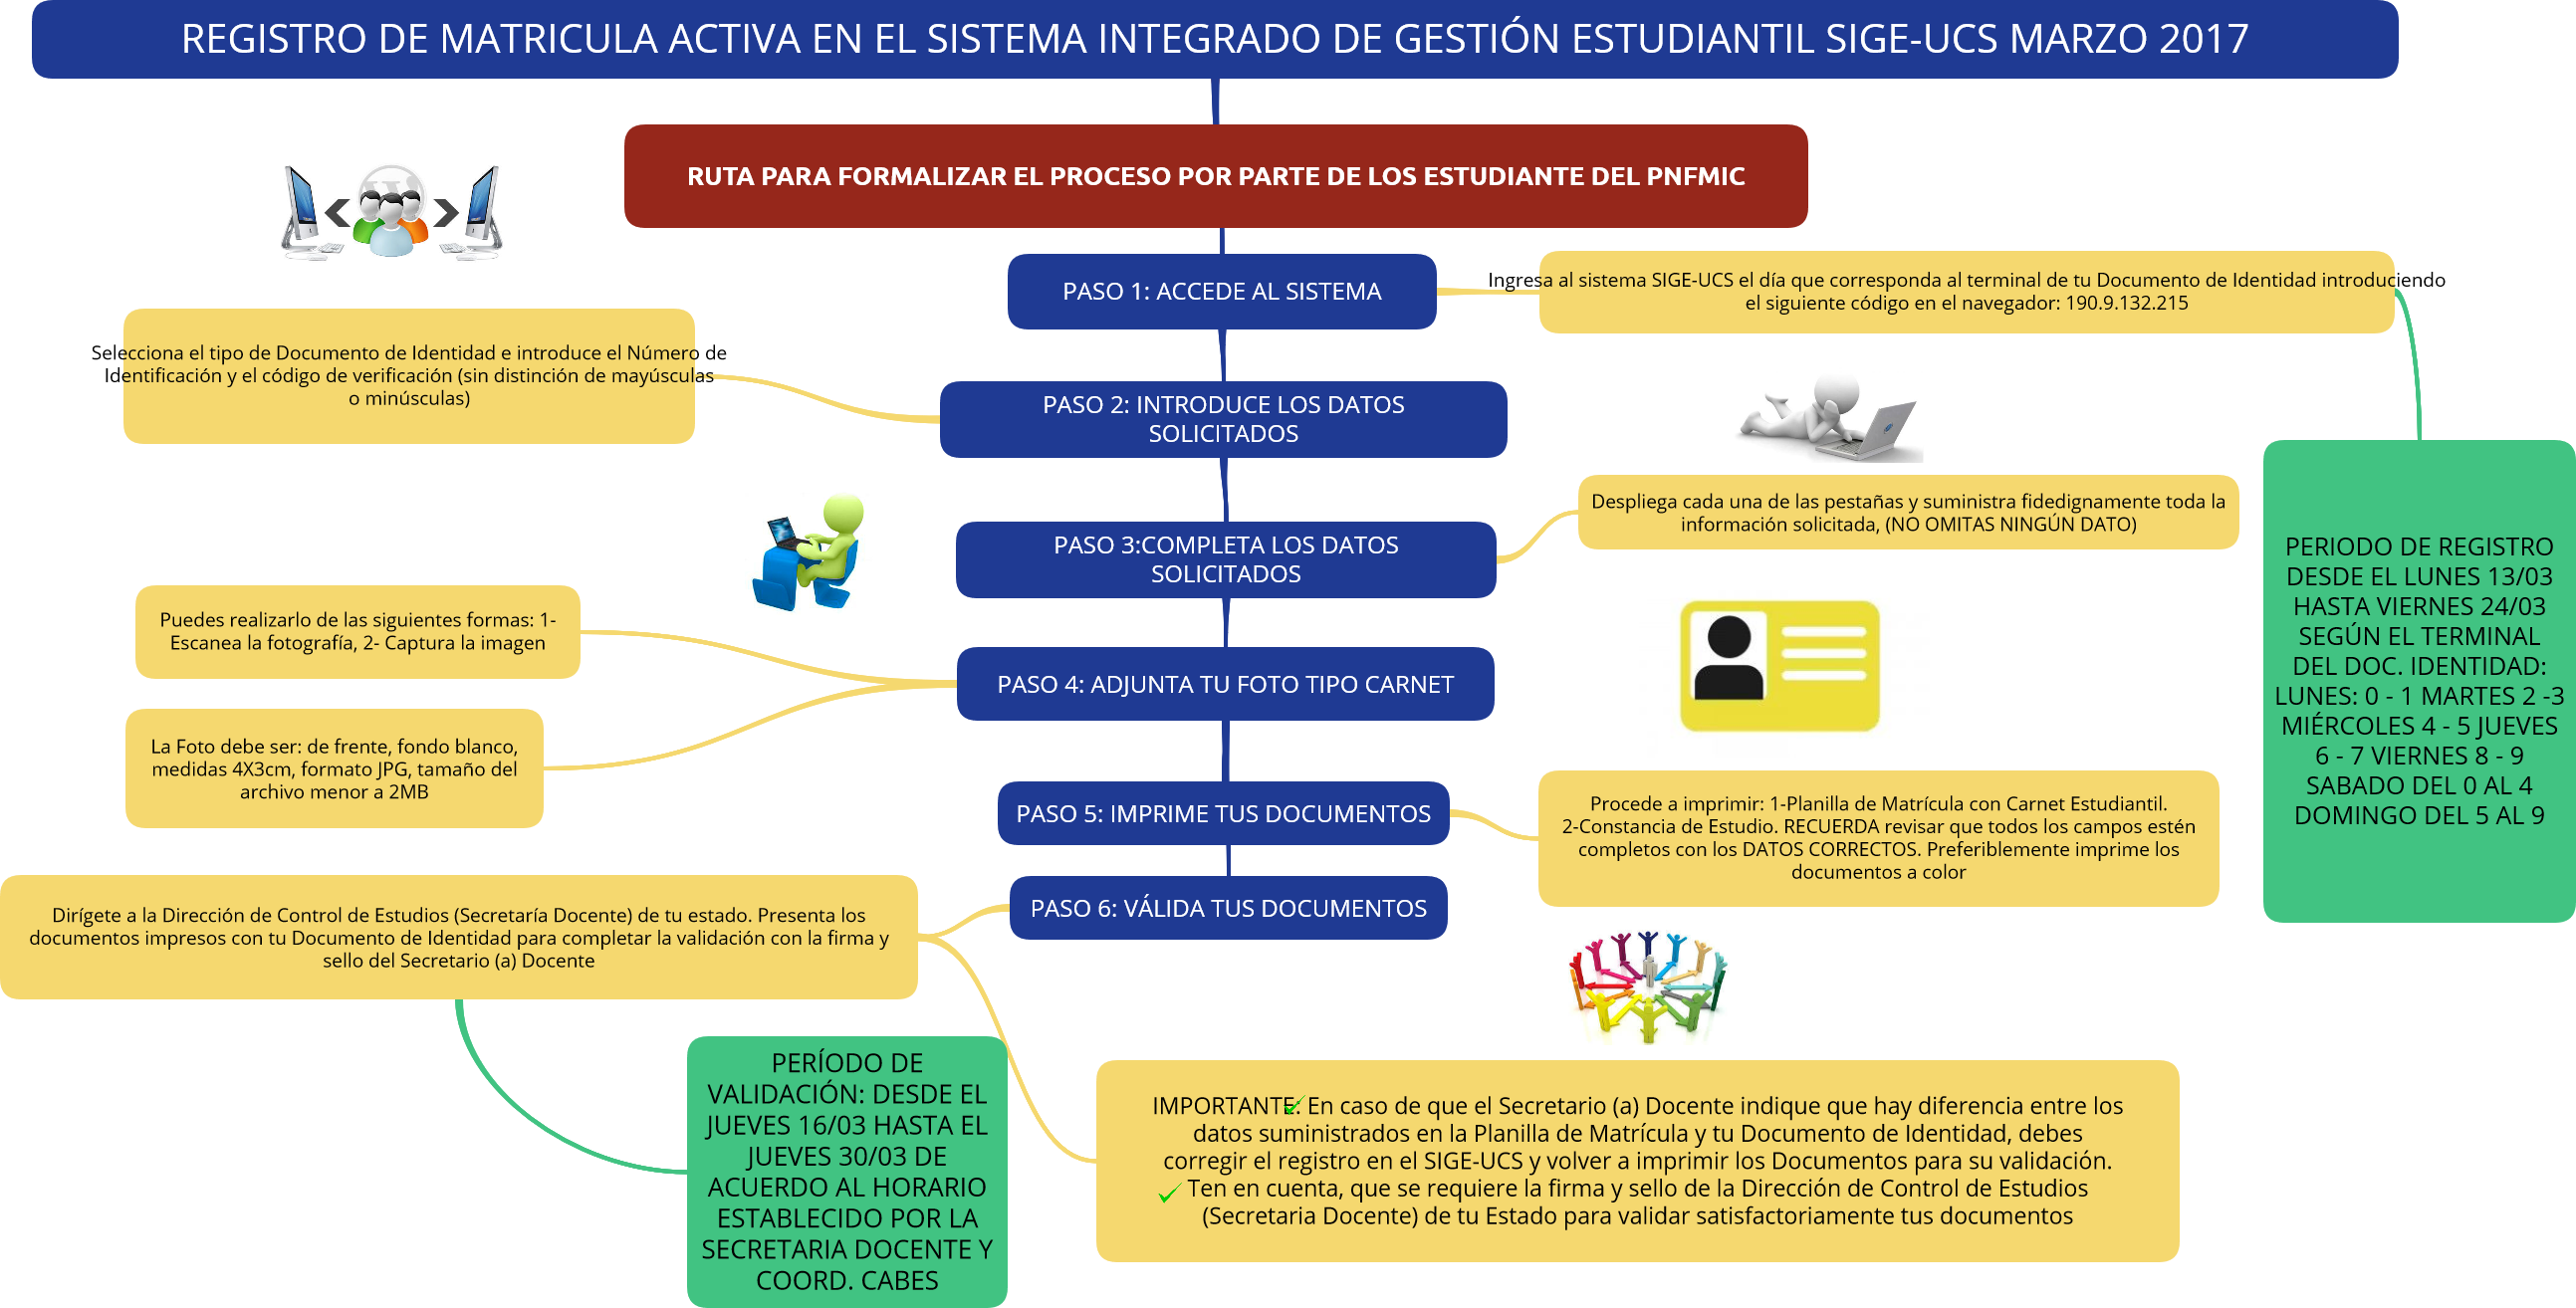 REGISTRO DE MATRICULA ACTIVA EN EL SISTEMA INTEGRADO DE GESTIÓN ESTUDIANTIL SIGE-UCS MARZO 2017
RUTA PARA FORMALIZAR EL PROCESO POR PARTE DE LOS ESTUDIANTE DEL PNFMIC
PASO 1: ACCEDE AL SISTEMA
Ingresa al sistema SIGE-UCS el día que corresponda al terminal de tu Documento de Identidad introduciendo
el siguiente código en el navegador: 190.9.132.215
PERIODO DE REGISTRO
DESDE EL LUNES 13/03
HASTA VIERNES 24/03
SEGÚN EL TERMINAL
DEL DOC. IDENTIDAD:
LUNES: 0 - 1 MARTES 2 -3
MIÉRCOLES 4 - 5 JUEVES
6 - 7 VIERNES 8 - 9
SABADO DEL 0 AL 4
DOMINGO DEL 5 AL 9
PASO 2: INTRODUCE LOS DATOS
SOLICITADOS
Selecciona el tipo de Documento de Identidad e introduce el Número de
Identificación y el código de verificación (sin distinción de mayúsculas
o minúsculas)
PASO 3:COMPLETA LOS DATOS
SOLICITADOS
Despliega cada una de las pestañas y suministra fidedignamente toda la
información solicitada, (NO OMITAS NINGÚN DATO)
PASO 4: ADJUNTA TU FOTO TIPO CARNET
Puedes realizarlo de las siguientes formas: 1-
Escanea la fotografía, 2- Captura la imagen
La Foto debe ser: de frente, fondo blanco,
medidas 4X3cm, formato JPG, tamaño del
archivo menor a 2MB
PASO 5: IMPRIME TUS DOCUMENTOS
Procede a imprimir: 1-Planilla de Matrícula con Carnet Estudiantil.
2-Constancia de Estudio. RECUERDA revisar que todos los campos estén
completos con los DATOS CORRECTOS. Preferiblemente imprime los
documentos a color
PASO 6: VÁLIDA TUS DOCUMENTOS
Dirígete a la Dirección de Control de Estudios (Secretaría Docente) de tu estado. Presenta los
documentos impresos con tu Documento de Identidad para completar la validación con la firma y
sello del Secretario (a) Docente
PERÍODO DE
VALIDACIÓN: DESDE EL
JUEVES 16/03 HASTA EL
JUEVES 30/03 DE
ACUERDO AL HORARIO
ESTABLECIDO POR LA
SECRETARIA DOCENTE Y
COORD. CABES
IMPORTANTE: En caso de que el Secretario (a) Docente indique que hay diferencia entre los
datos suministrados en la Planilla de Matrícula y tu Documento de Identidad, debes
corregir el registro en el SIGE-UCS y volver a imprimir los Documentos para su validación.
Ten en cuenta, que se requiere la firma y sello de la Dirección de Control de Estudios
(Secretaria Docente) de tu Estado para validar satisfactoriamente tus documentos